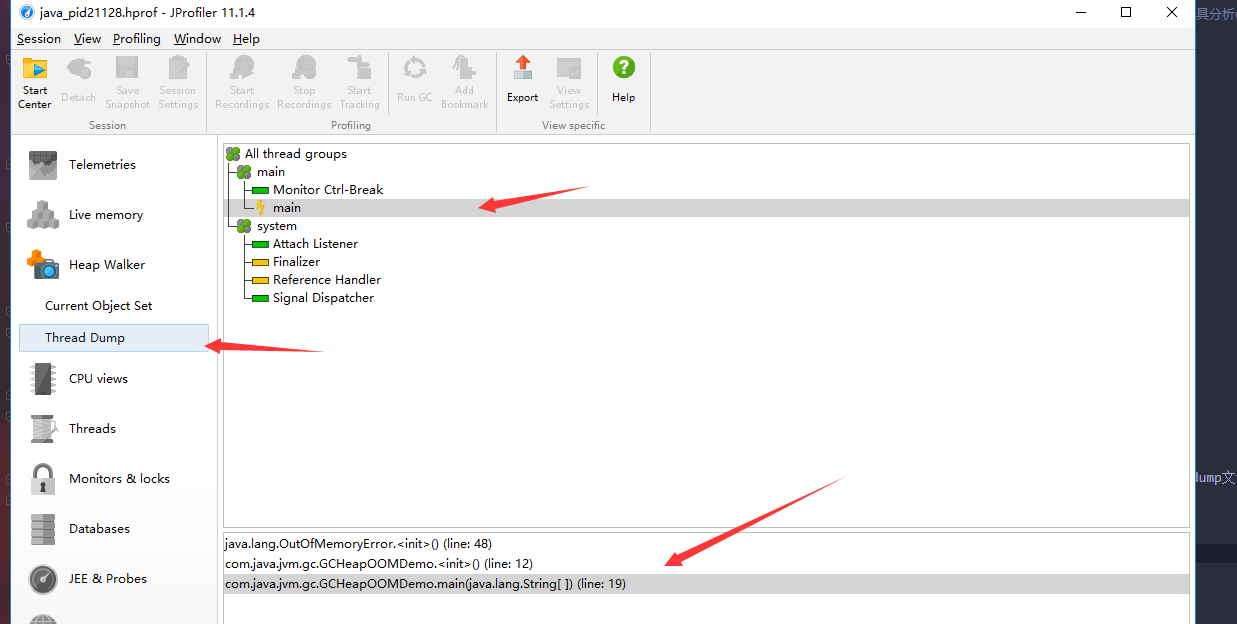 java_pid21128.hprof - JProfiler 11.1.4
具分析
Session View Profiling Window Help
Start Center
Detach
Save Snapshot
Session Settings
Start Recordings
Stop Recordings
Start Tracking
Run GC
Add Bookmark
Export
View Settings
Help
Session
Profiling
View specific
Telemetries
Live memory
Heap Walker
Current Object Set
Thread Dump
CPU views
Threads
Monitors & locks
Databases
JEE & Probes
All thread groups
main
Monitor Ctrl-Break
main
system
Attach Listener
Finalizer
Reference Handler
Signal Dispatcher
java.lang.OutOfMemoryError.<init>() (line: 48)
com.java.jvm.gc.GCHeapOOMDemo.<init>() (line: 12)
com.java.jvm.gc.GCHeapOOMDemo.main(java.lang.String[ ]) (line: 19)
dump文